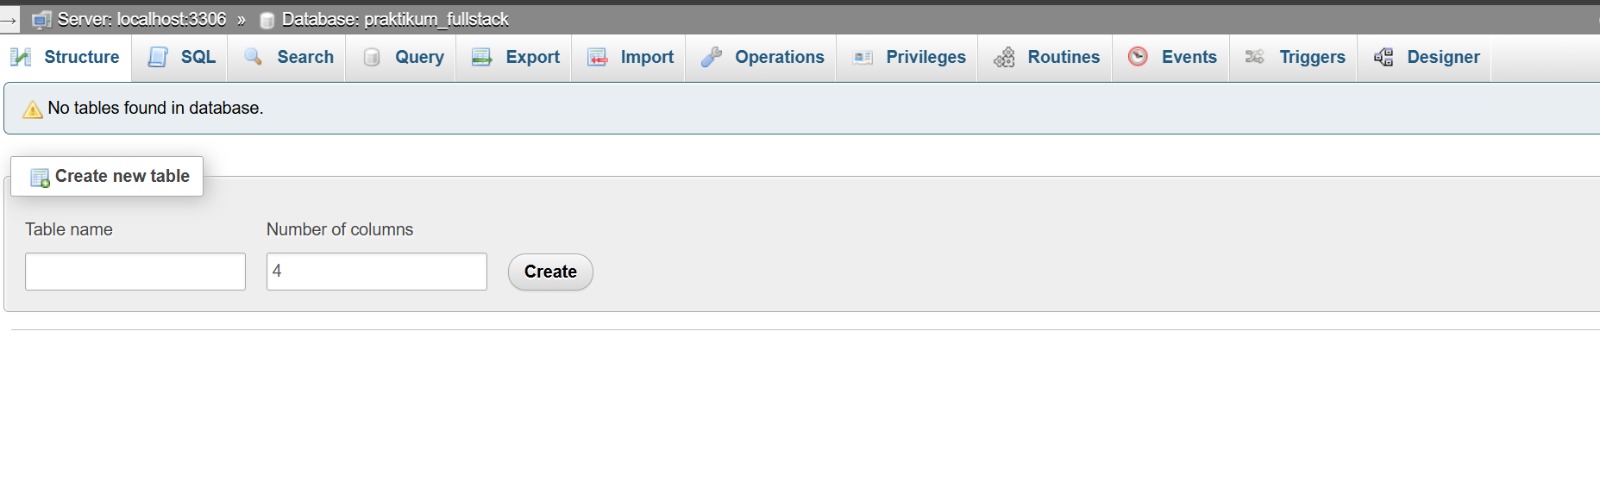 Server: localhost:3306 » Database: praktikum_fullstack
Structure SQL Search Query Export Import Operations Privileges Routines Events Triggers Designer
No tables found in database.
Create new table
Table name Number of columns
4 Create